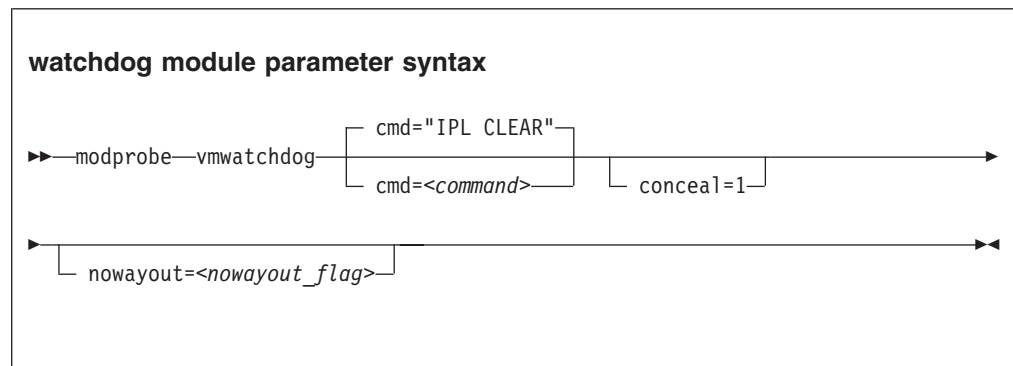 watchdog module parameter syntax
cmd="IPL CLEAR"
modprobe vmwatchdog
cmd=<command>
conceal=1
nowayout=<nowayout_flag>